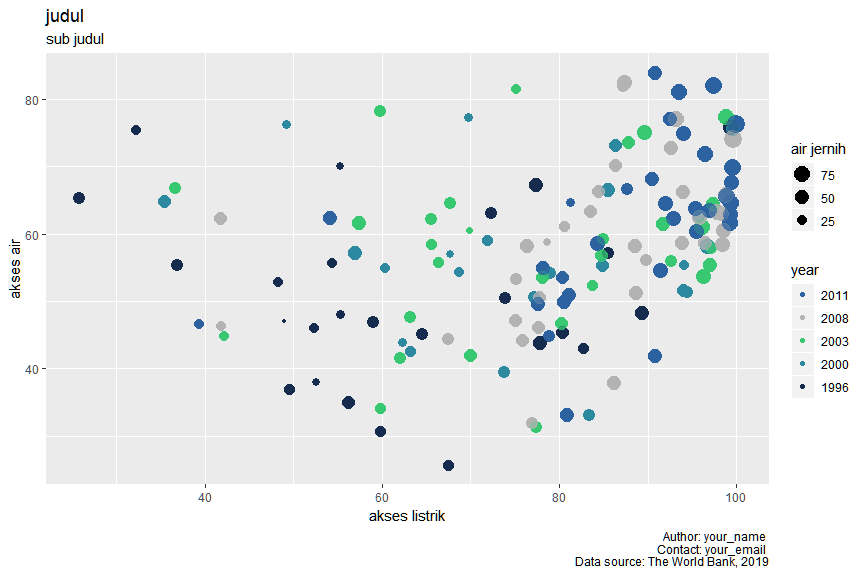 judul
sub judul
80
60
40
akses air
40
60
80
100
akses listrik
air jernih
75
50
25
year
2011
2008
2003
2000
1996
Author: your_name
Contact: your_email
Data source: The World Bank, 2019